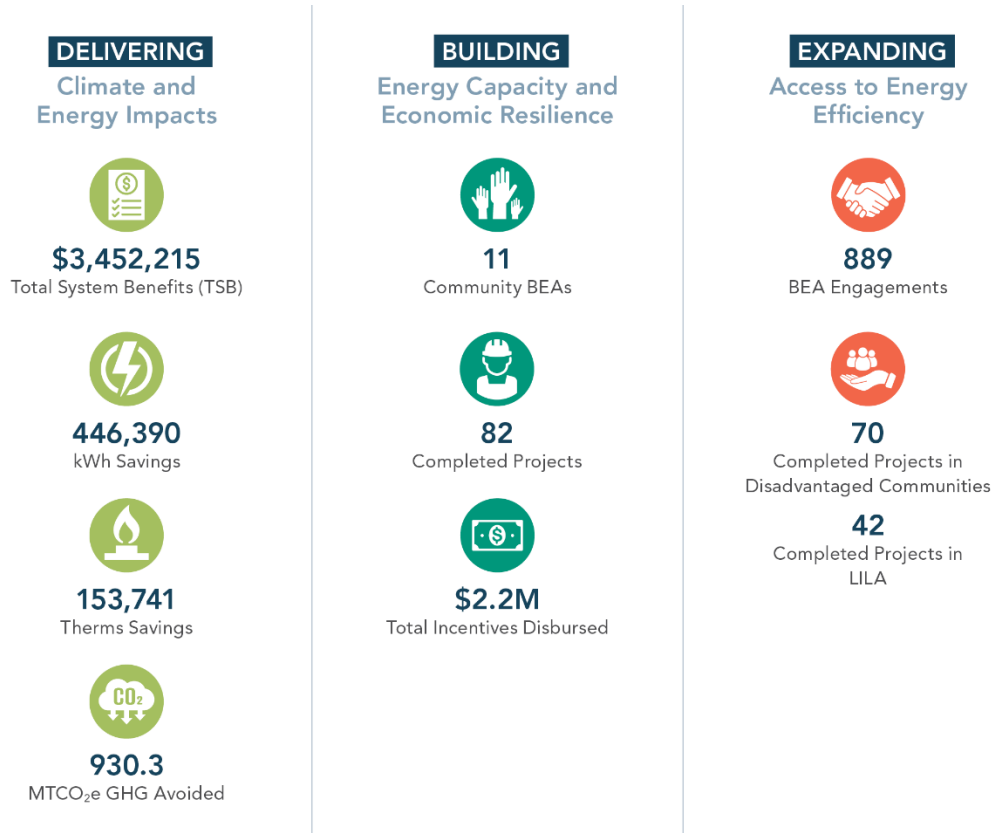 DELIVERING
Climate and
Energy Impacts
$
$3,452,215
Total System Benefits (TSB)
446,390
kWh Savings
153,741
Therms Savings
CO₂
930.3
MTCO₂e GHG Avoided
BUILDING
Energy Capacity and
Economic Resilience
11
Community BEAs
82
Completed Projects
$
$2.2M
Total Incentives Disbursed
EXPANDING
Access to Energy
Efficiency
889
BEA Engagements
70
Completed Projects in
Disadvantaged Communities
42
Completed Projects in
LILA